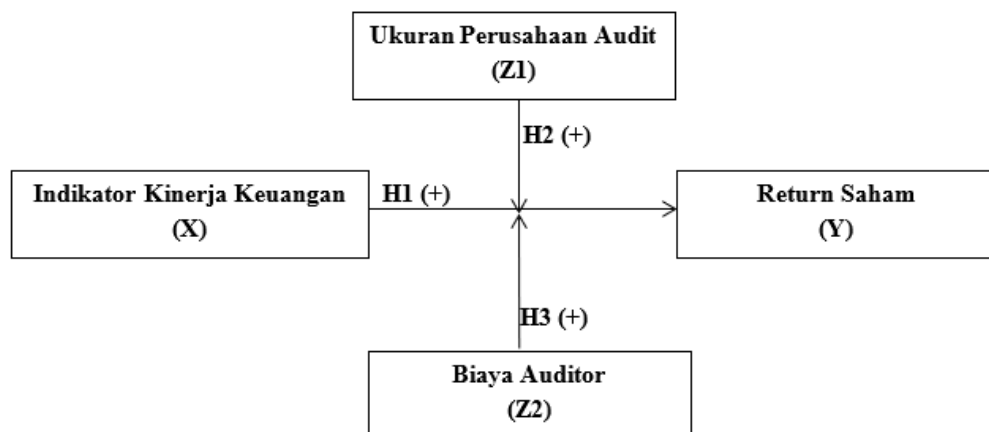 Ukuran Perusahaan Audit
(Z1)
H2 (+)
Indikator Kinerja Keuangan
(X)
H1 (+)
Return Saham
(Y)
H3 (+)
Biaya Auditor
(Z2)